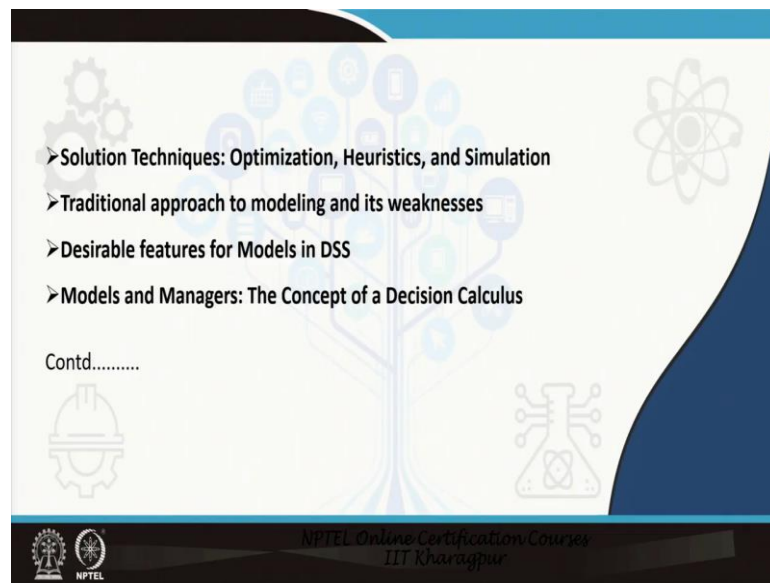 ➢Solution Techniques: Optimization, Heuristics, and Simulation
➢Traditional approach to modeling and its weaknesses
➢Desirable features for Models in DSS
➢Models and Managers: The Concept of a Decision Calculus
Contd..........
NPTEL Online Certification Courses
IIT Kharagpur
NPTEL